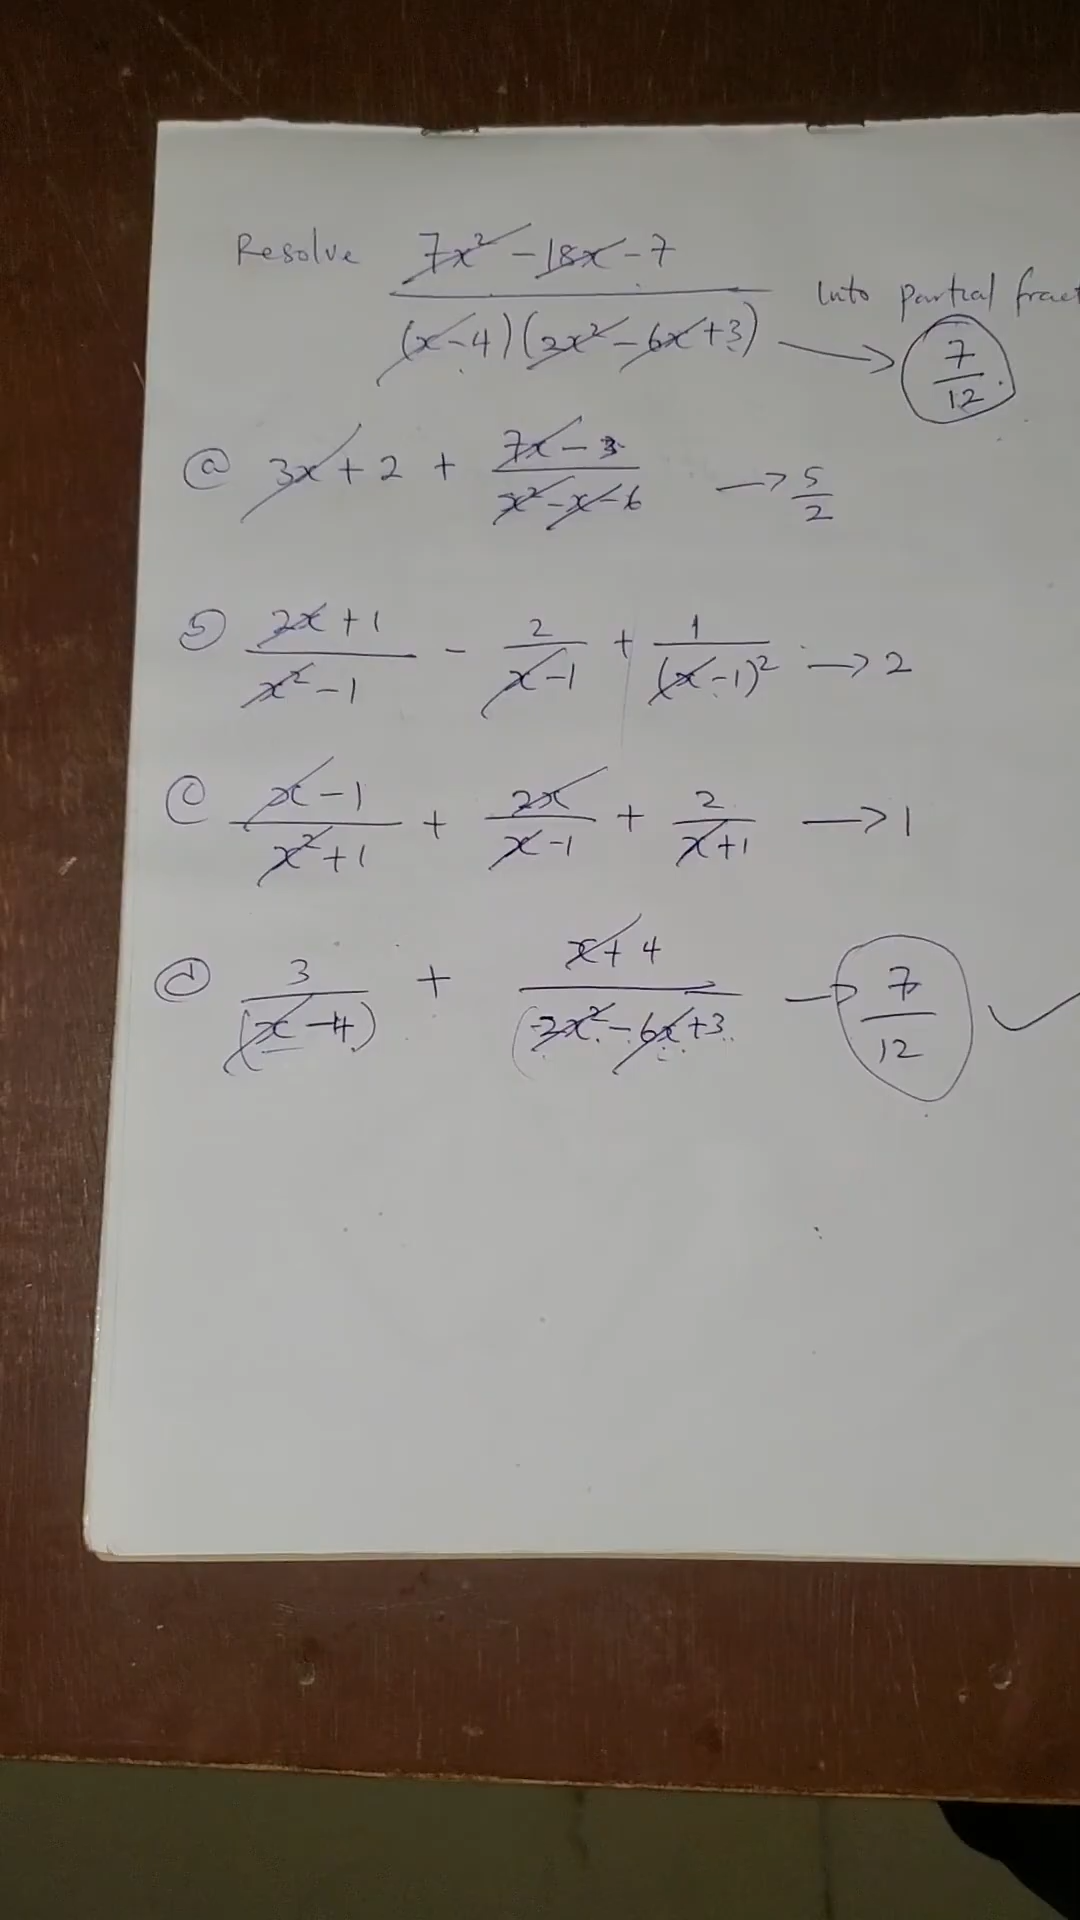 Resolve (7x² - 18x - 7)/((x - 4)(2x² - 6x + 3)) Into partial fract → 7/12
(a) 3x + 2 + (7x - 3)/(x² - x - 6) → 5/2
(b) (2x + 1)/(x² - 1) - 2/(x - 1) + 1/(x - 1)² → 2
(c) (x - 1)/(x² + 1) + 2x/(x - 1) + 2/(x + 1) → 1
(d) 3/(x - 4) + (x + 4)/(2x² - 6x + 3 → 7/12 ✓